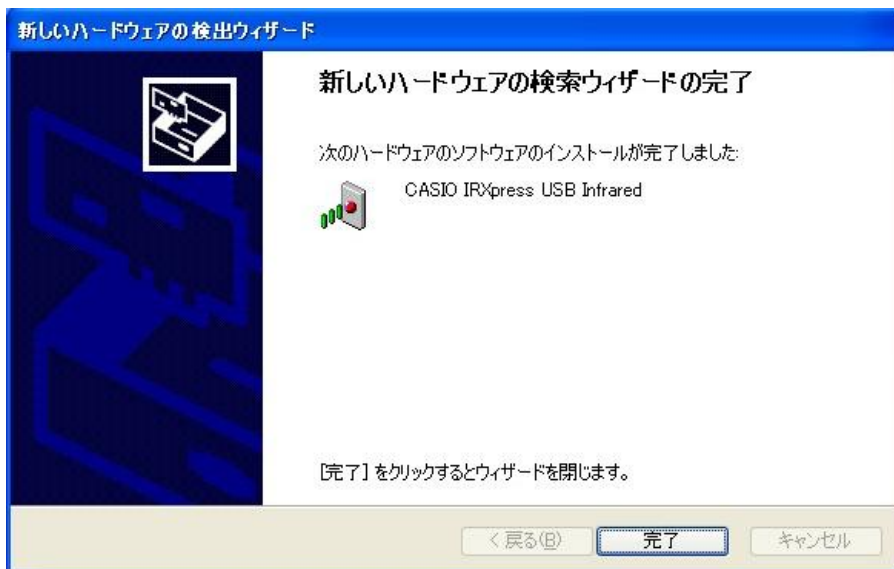 新しいハードウェアの検出ウィザード
新しいハードウェアの検索ウィザードの完了
次のハードウェアのソフトウェアのインストールが完了しました:
CASIO IRXpress USB Infrared
[完了] をクリックするとウィザードを閉じます。
< 戻る(B) 完了 キャンセル